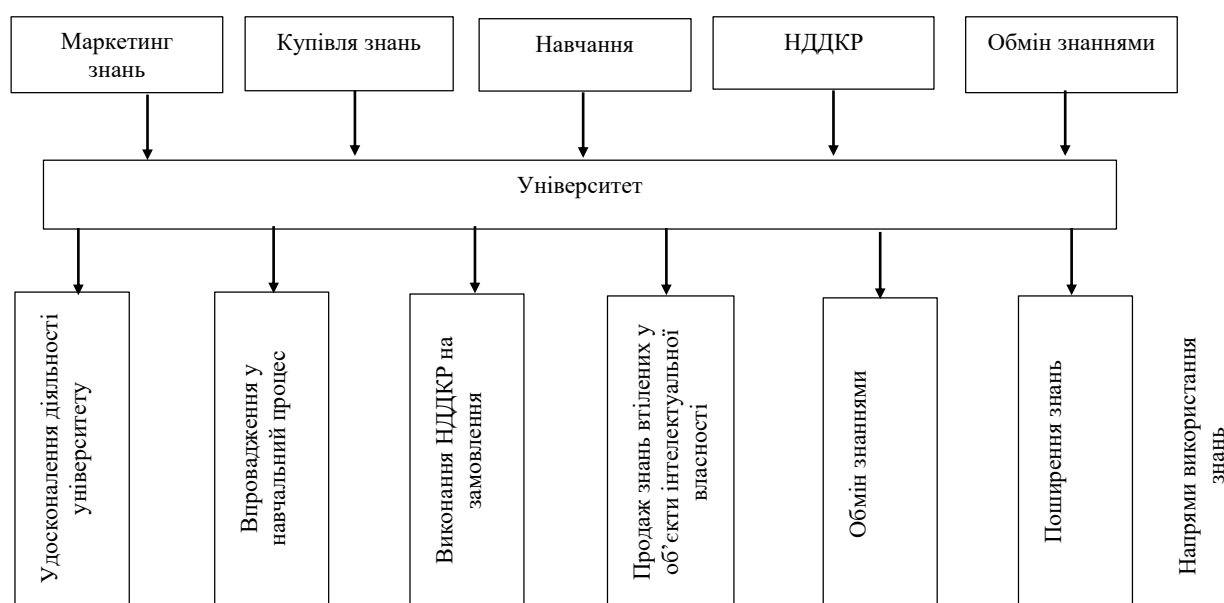 Маркетинг
знань
Купівля знань
Навчання
НДДКР
Обмін знаннями
Університет
Удосконалення діяльності
університету
Впровадження у
навчальний процес
Виконання НДДКР на
замовлення
Продаж знань втілених у
об’єкти інтелектуальної
власності
Обмін знаннями
Поширення знань
Напрями використання
знань